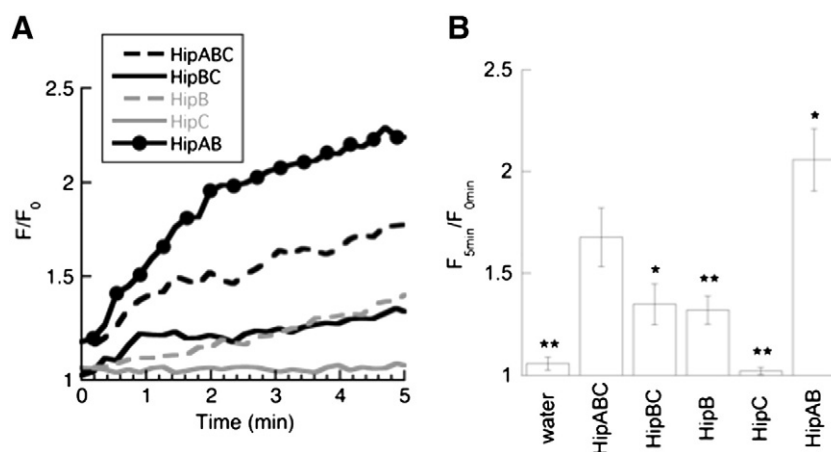 A
HipABC
HipBC
HipB
HipC
HipAB
2.5
2
1.5
1
F/F0
0 1 2 3 4 5
Time (min)
B
2.5
2
1.5
1
F5min/F0min
★★
★
★★
★★
★
water
HipABC
HipBC
HipB
HipC
HipAB